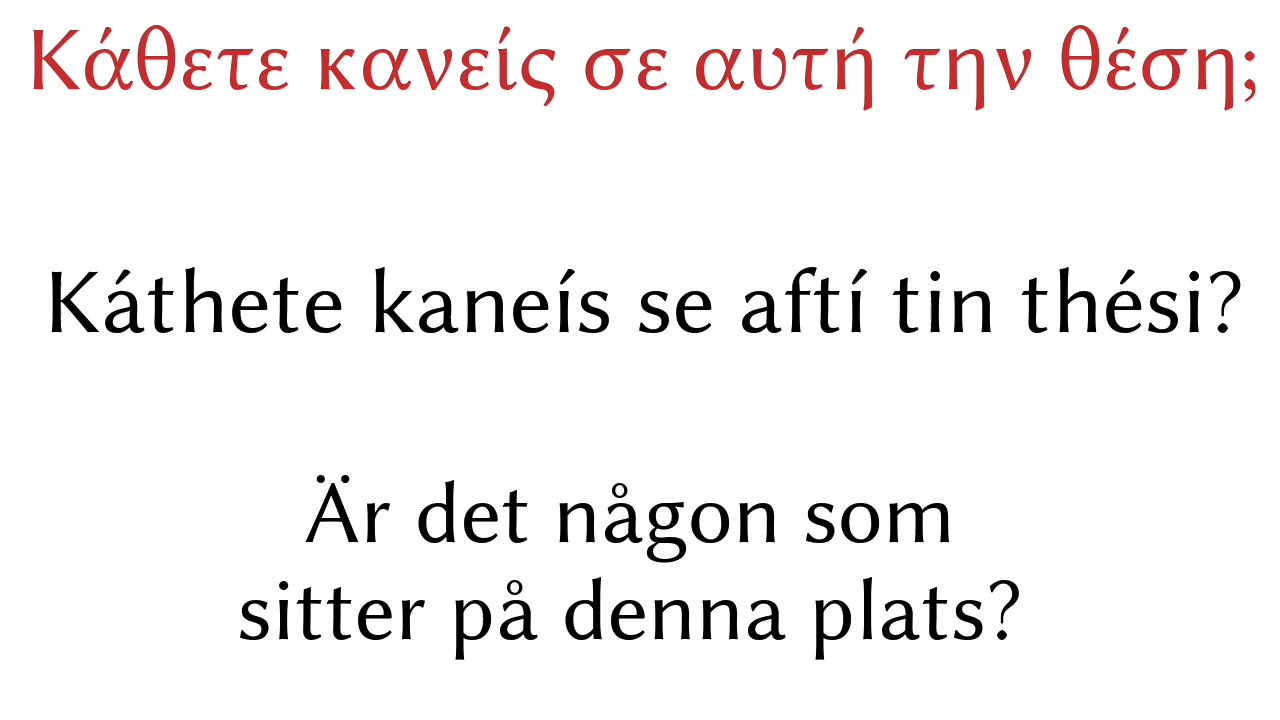 Κάθετε κανείς σε αυτή την θέση;
Káthete kaneís se aftí tin thési?
Är det någon som
sitter på denna plats?